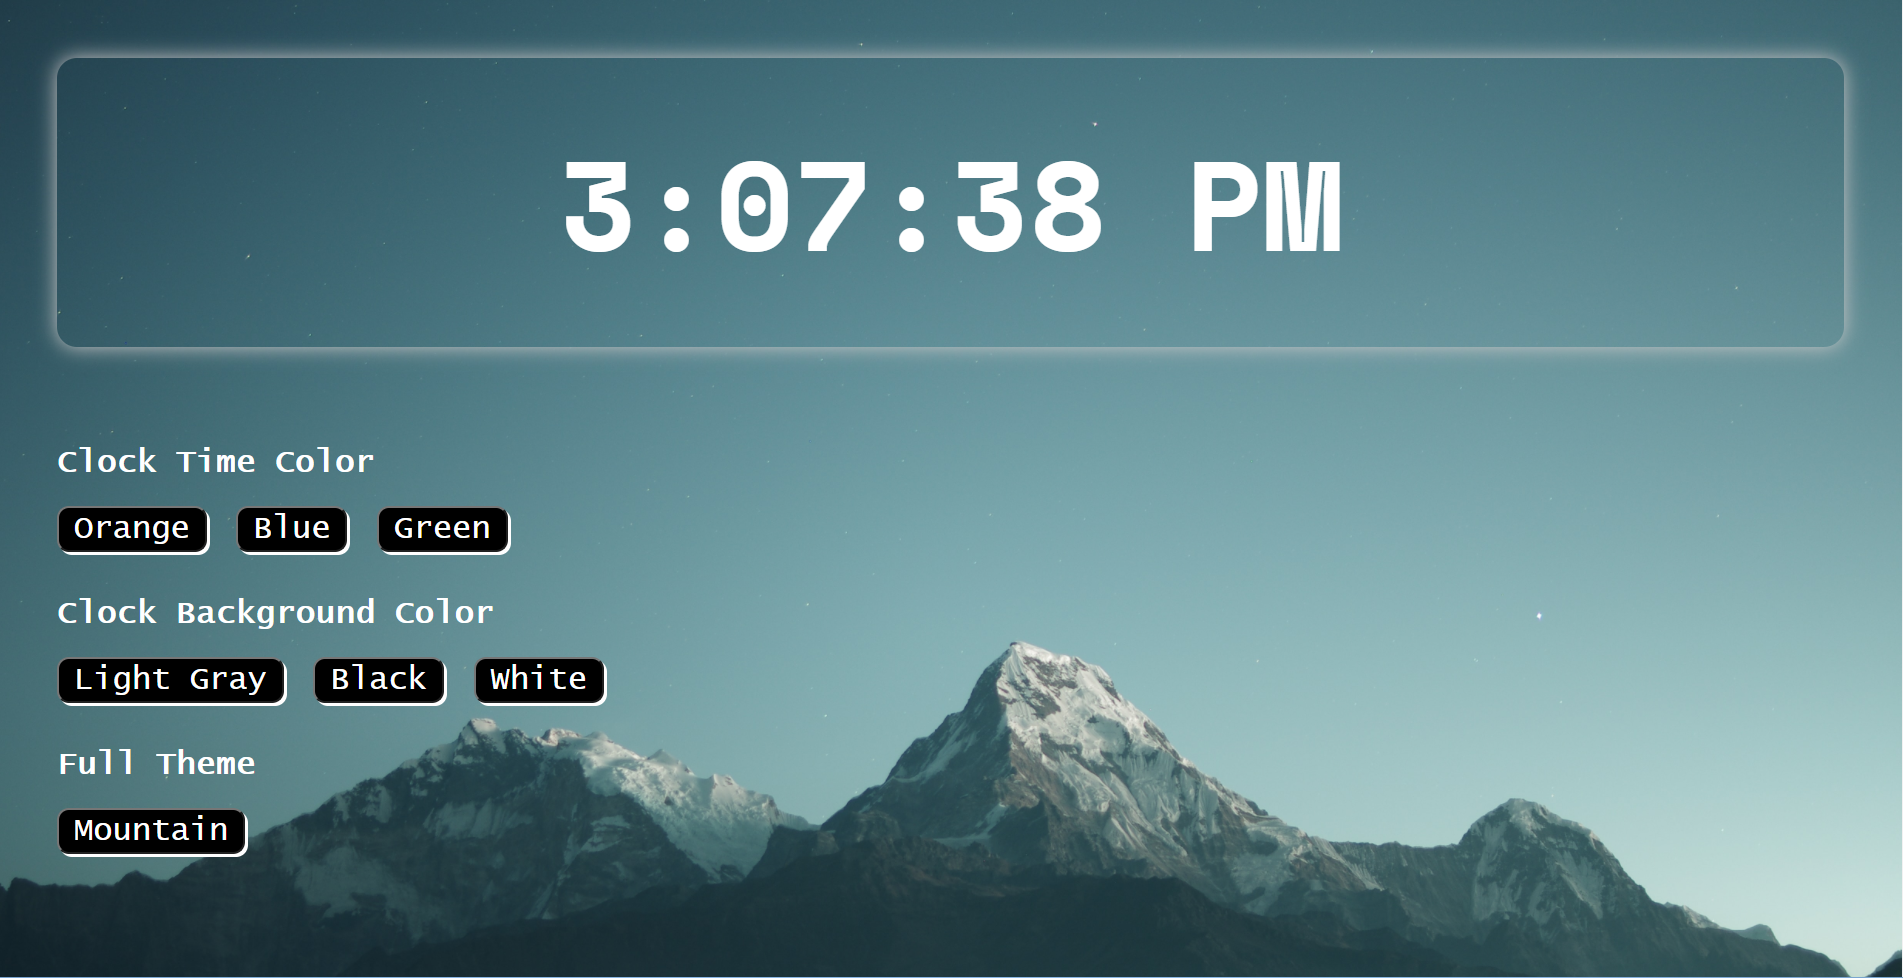 3:07:38 PM
Clock Time Color
Orange Blue Green
Clock Background Color
Light Gray Black White
Full Theme
Mountain